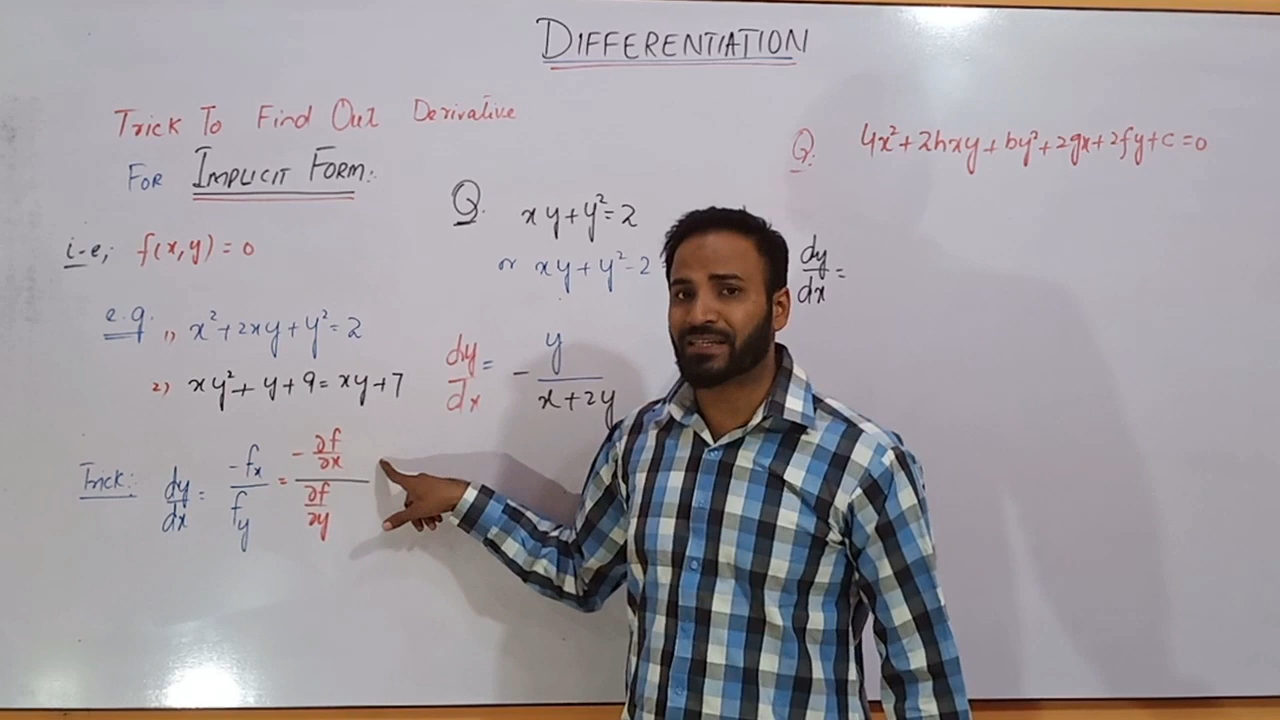 DIFFERENTIATION
Trick To Find Out Derivative
For IMPLICIT FORM:
i-e; f(x,y) = 0
e.g. 1) x² + 2xy + y² = 2
2) xy² + y + 9 = xy + 7
Trick: dy/dx = -fx/fy = -∂f/∂x / ∂f/∂y
Q. xy + y² = 2
or xy + y² - 2
dy/dx = - y/(x + 2y)
Q. 4x² + 2hxy + by² + 2gx + 2fy + c = 0
dy/dx =